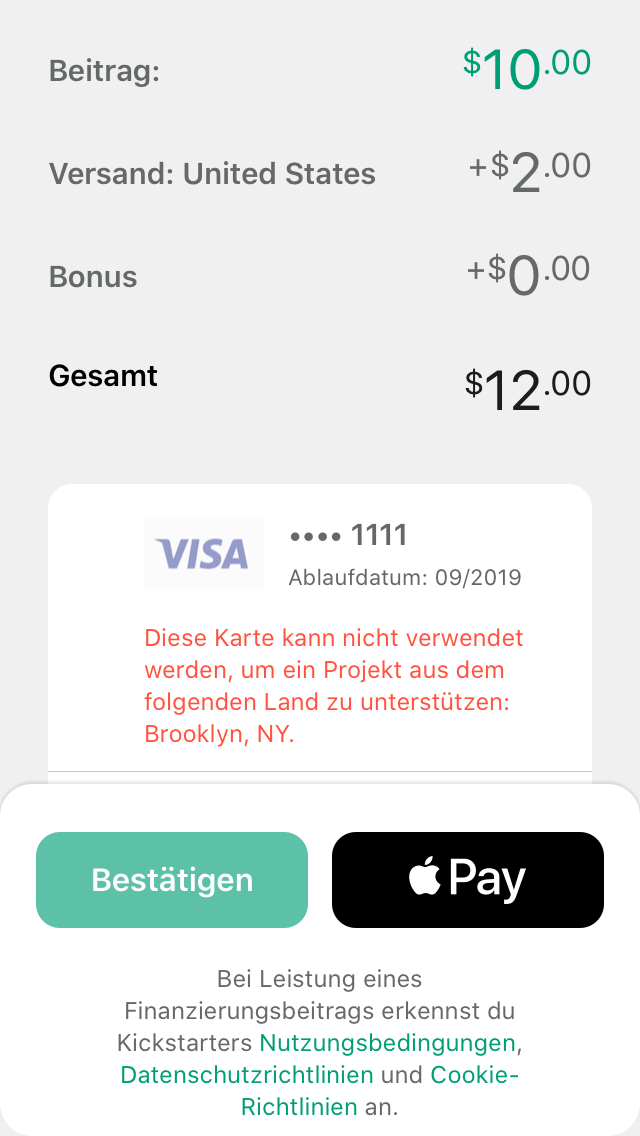 Beitrag: $10.00
Versand: United States +$2.00
Bonus +$0.00
Gesamt $12.00
VISA •••• 1111
Ablaufdatum: 09/2019
Diese Karte kann nicht verwendet
werden, um ein Projekt aus dem
folgenden Land zu unterstützen:
Brooklyn, NY.
Bestätigen Pay
Bei Leistung eines
Finanzierungsbeitrags erkennst du
Kickstarters Nutzungsbedingungen,
Datenschutzrichtlinien und Cookie-
Richtlinien an.